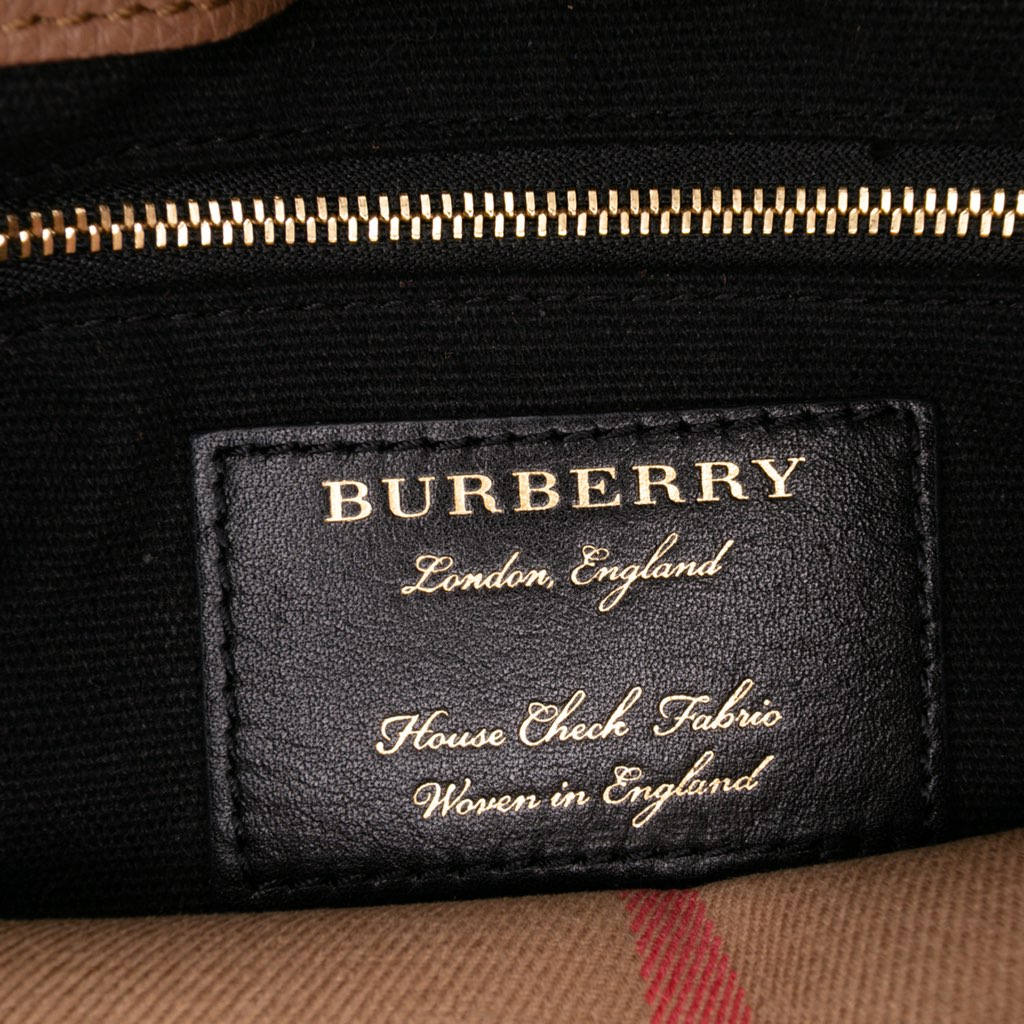 BURBERRY
London, England
House Check Fabric
Woven in England